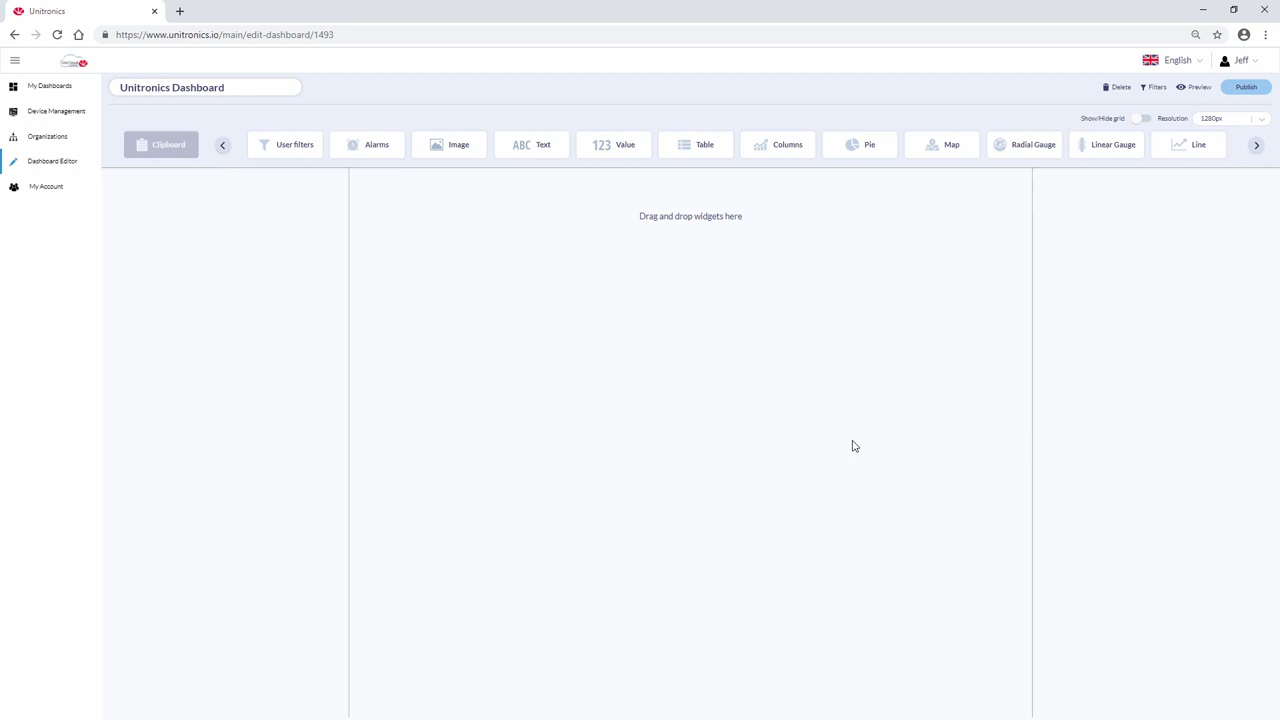 Unitronics
https://www.unitronics.io/main/edit-dashboard/1493
English
Jeff
My Dashboards
Device Management
Organizations
Dashboard Editor
My Account
Unitronics Dashboard
Delete
Filters
Preview
Publish
Show/Hide grid
Resolution
1280px
Clipboard
User filters
Alarms
Image
ABC Text
123 Value
Table
Columns
Pie
Map
Radial Gauge
Linear Gauge
Line
Drag and drop widgets here